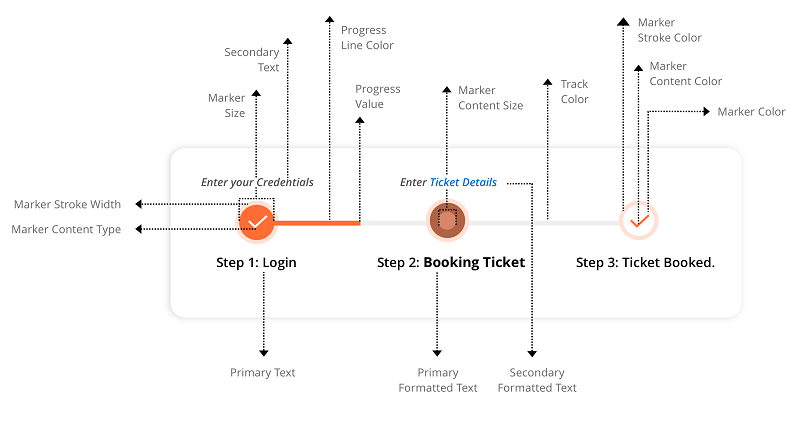 Marker
Stroke Color
Progress
Line Color
Secondary
Text
Marker
Content Color
Marker
Size
Progress
Value
Marker
Content Size
Track
Color
Marker Color
Enter your Credentials
Enter Ticket Details
Marker Stroke Width
Marker Content Type
Step 1: Login
Step 2: Booking Ticket
Step 3: Ticket Booked.
Primary Text
Primary
Formatted Text
Secondary
Formatted Text